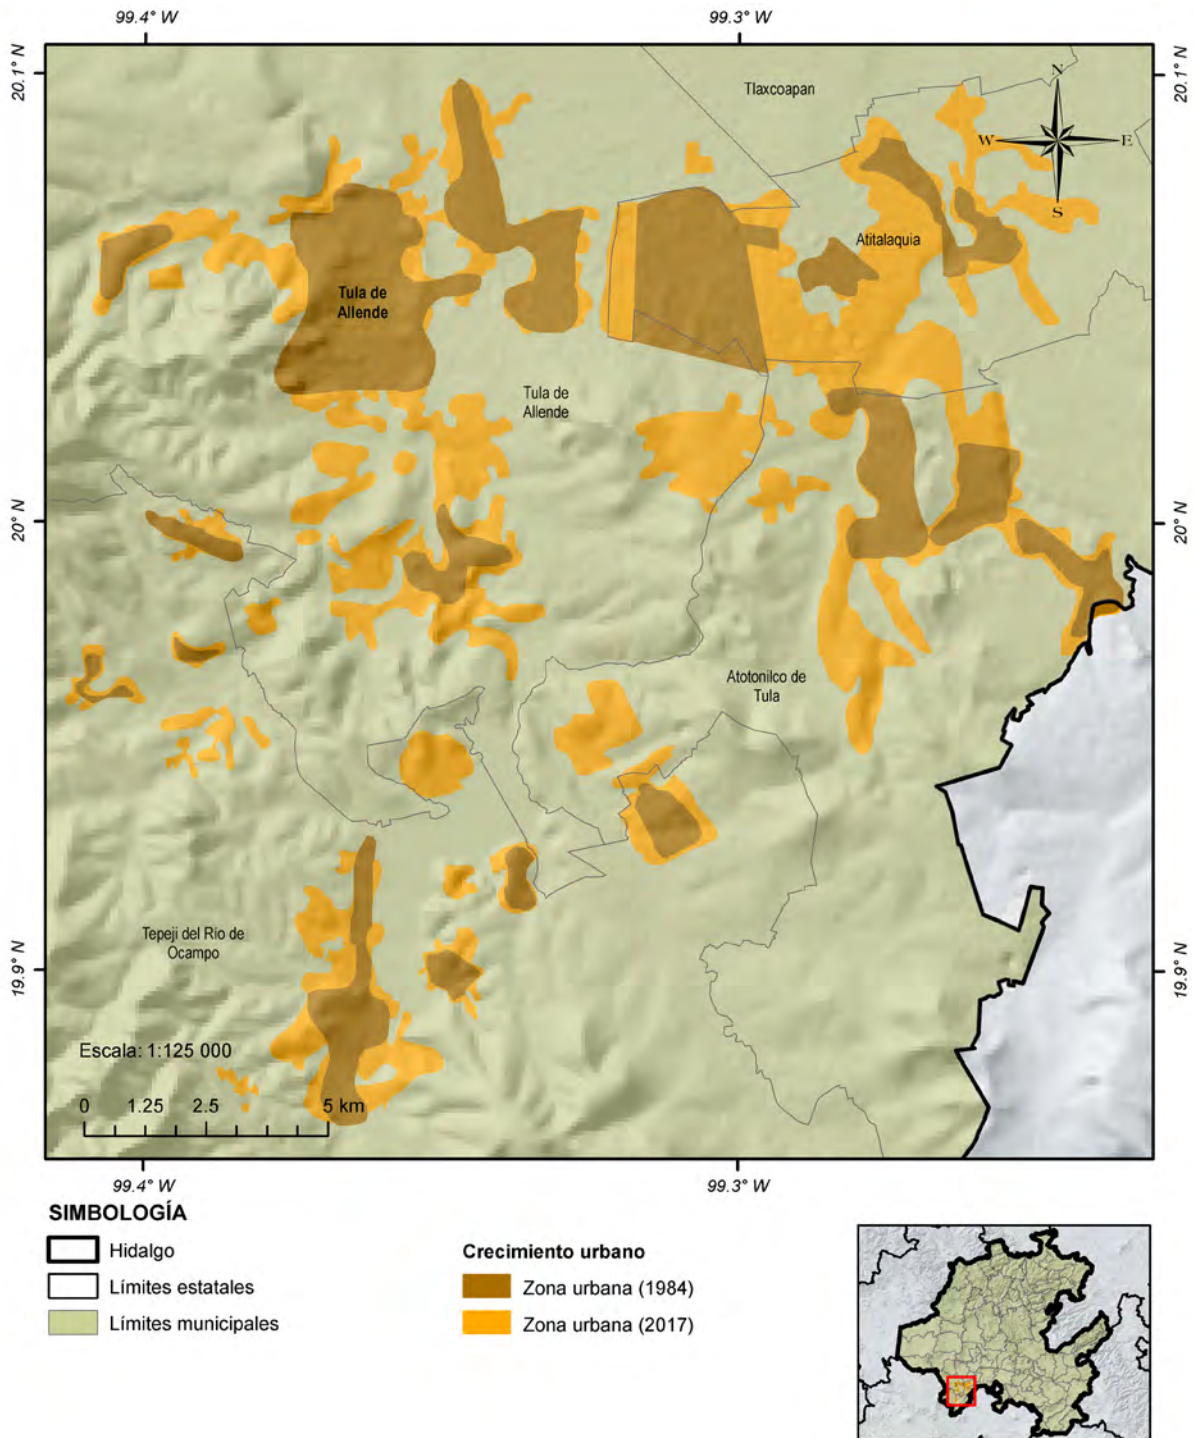 99.4° W
99.3° W
20.1° N
20.1° N
Tlaxcoapan
N
W
E
S
Atitalaquia
Tula de
Allende
Tula de
Allende
20° N
20° N
Atotonilco de
Tula
Tepeji del Rio de
Ocampo
19.9° N
19.9° N
Escala: 1:125 000
0 1.25 2.5 5 km
99.4° W
99.3° W
SIMBOLOGÍA
Hidalgo
Límites estatales
Límites municipales
Crecimiento urbano
Zona urbana (1984)
Zona urbana (2017)